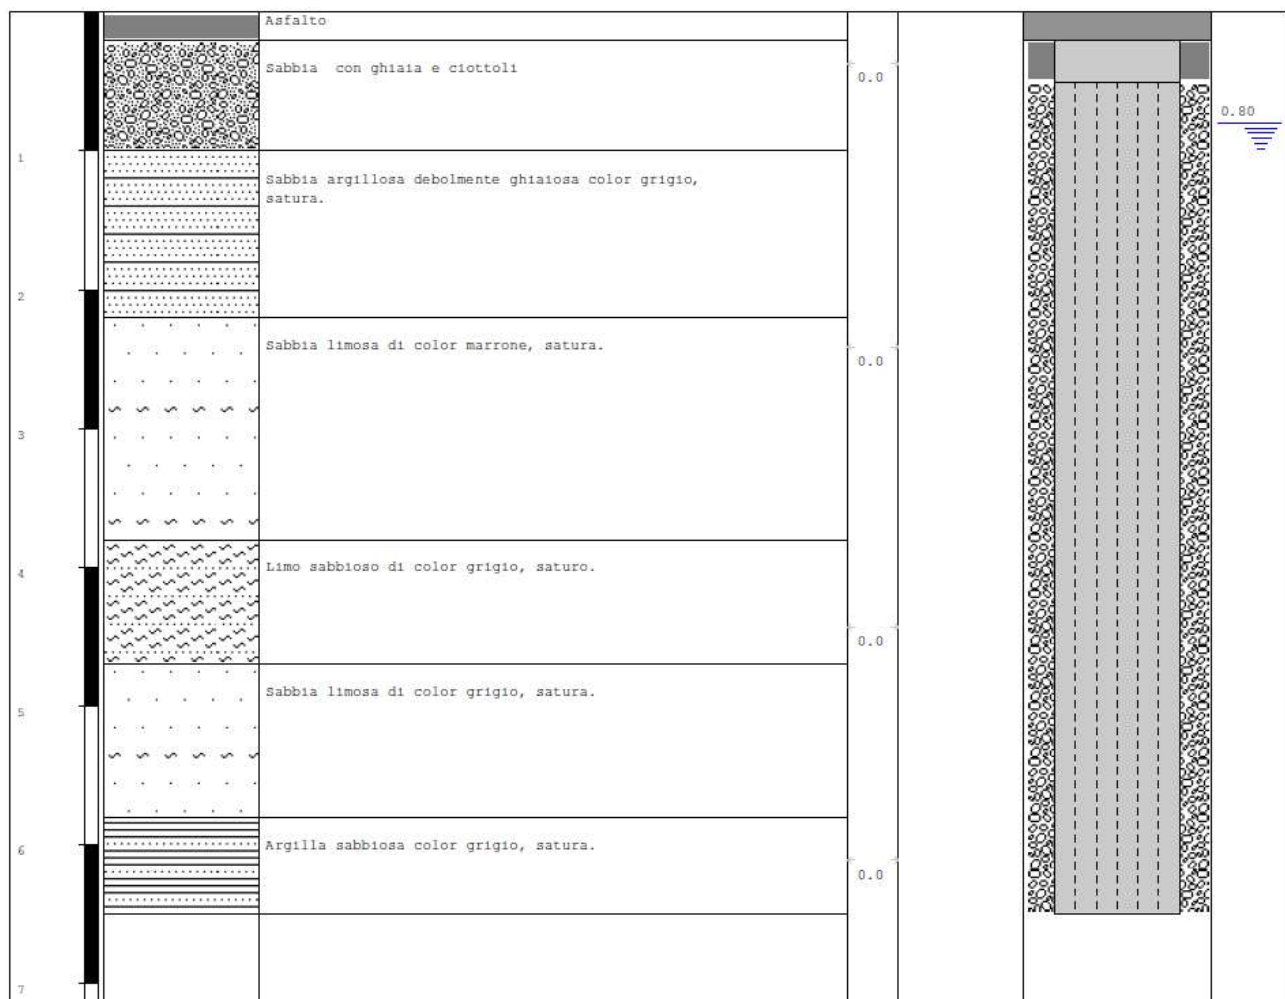 Asfalto
Sabbia con ghiaia e ciottoli
0.0
0.80
1
Sabbia argillosa debolmente ghiaiosa color grigio,
satura.
2
Sabbia limosa di color marrone, satura.
0.0
3
4
Limo sabbioso di color grigio, saturo.
0.0
Sabbia limosa di color grigio, satura.
5
6
Argilla sabbiosa color grigio, satura.
0.0
7